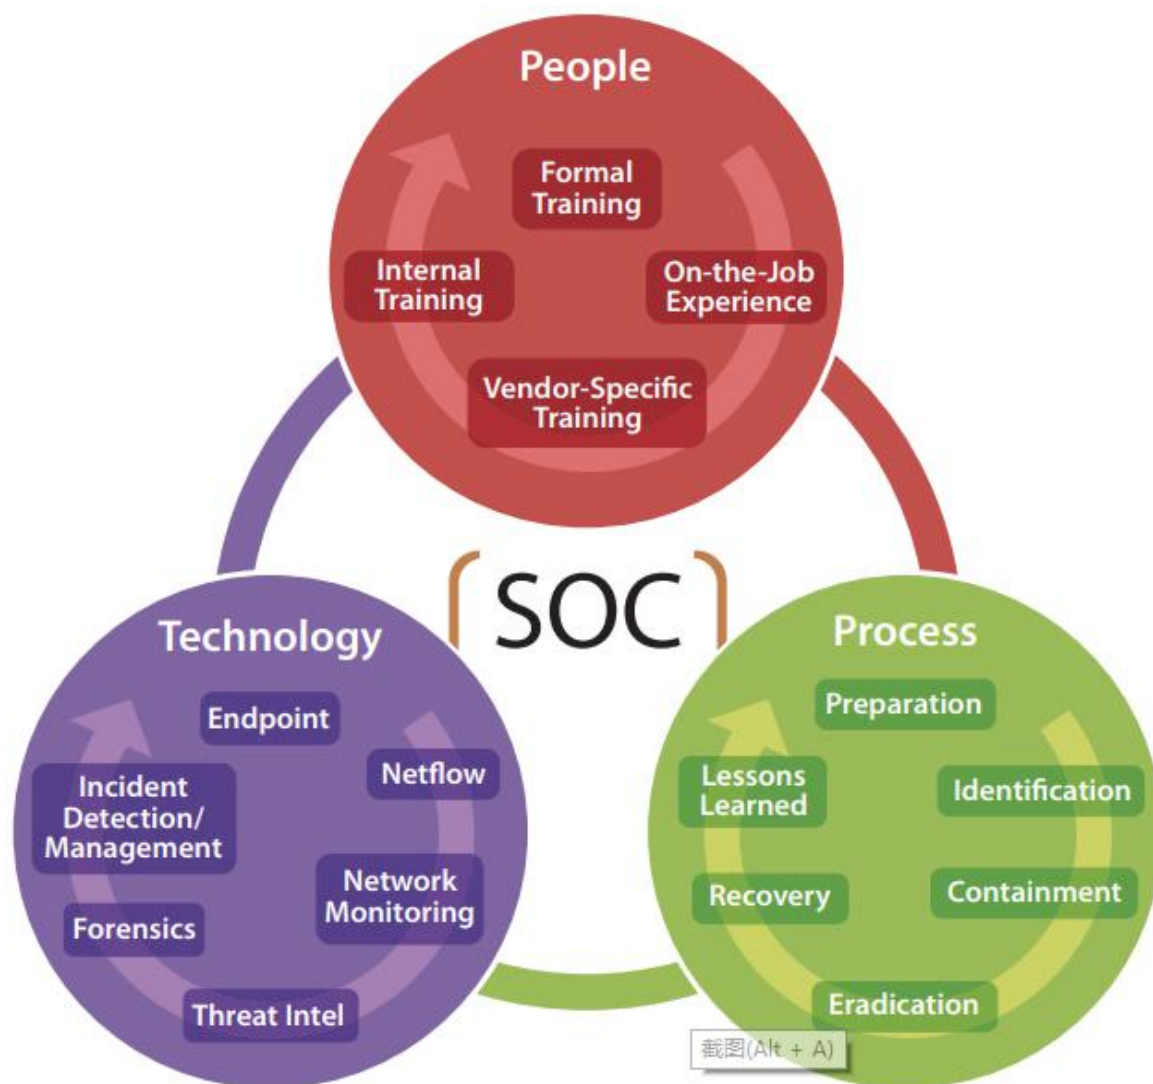 People
Formal
Training
On-the-Job
Experience
Vendor-Specific
Training
Internal
Training
SOC
Technology
Endpoint
Netflow
Network
Monitoring
Threat Intel
Forensics
Incident
Detection/
Management
Process
Preparation
Identification
Containment
Eradication
Recovery
Lessons
Learned
截图(Alt + A)